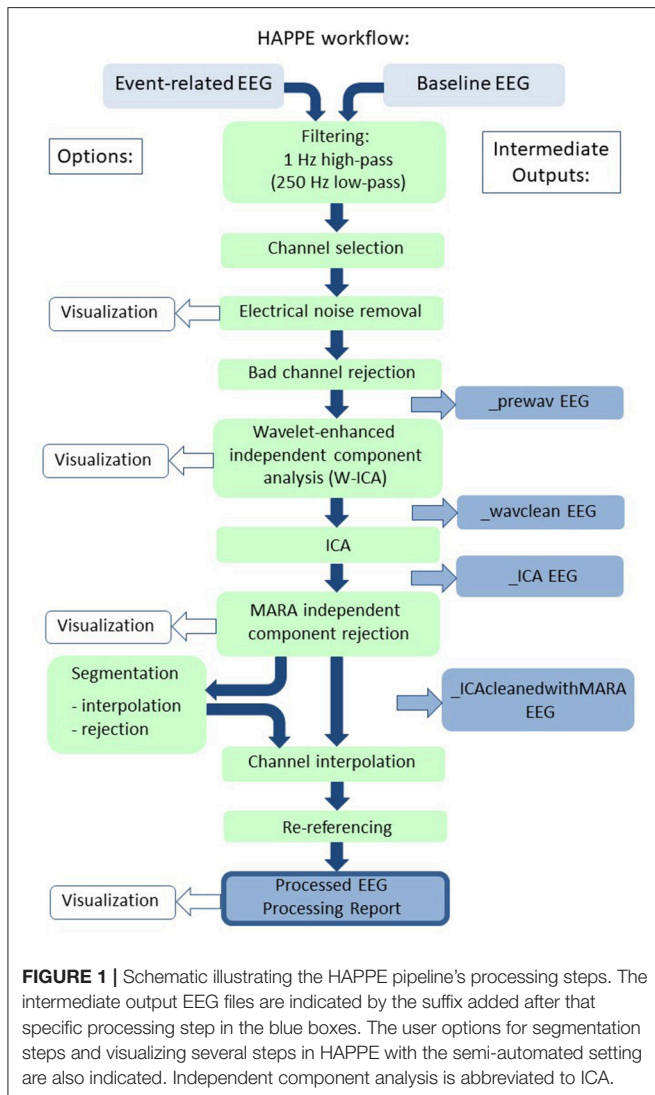 HAPPE workflow:
Event-related EEG
Baseline EEG
Options:
Filtering:
1 Hz high-pass
(250 Hz low-pass)
Intermediate
Outputs:
Channel selection
Visualization
Electrical noise removal
Bad channel rejection
_prewav EEG
Visualization
Wavelet-enhanced
independent component
analysis (W-ICA)
_wavclean EEG
ICA
_ICA EEG
Visualization
MARA independent
component rejection
Segmentation
- interpolation
- rejection
_ICAcleanedwithMARA
EEG
Channel interpolation
Re-referencing
Visualization
Processed EEG
Processing Report
FIGURE 1 | Schematic illustrating the HAPPE pipeline's processing steps. The
intermediate output EEG files are indicated by the suffix added after that
specific processing step in the blue boxes. The user options for segmentation
steps and visualizing several steps in HAPPE with the semi-automated setting
are also indicated. Independent component analysis is abbreviated to ICA.